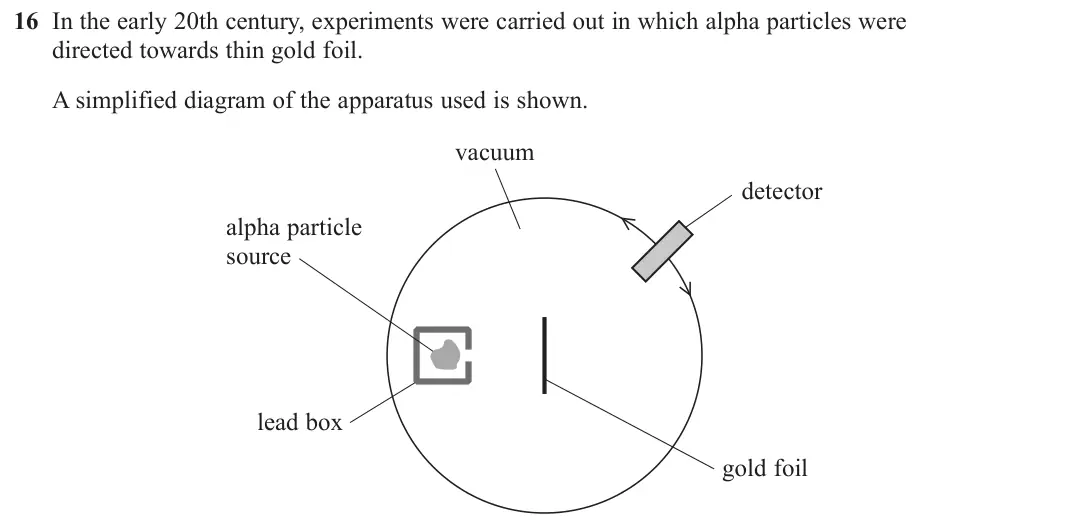 16 In the early 20th century, experiments were carried out in which alpha particles were
directed towards thin gold foil.
A simplified diagram of the apparatus used is shown.
vacuum
detector
alpha particle
source
lead box
gold foil